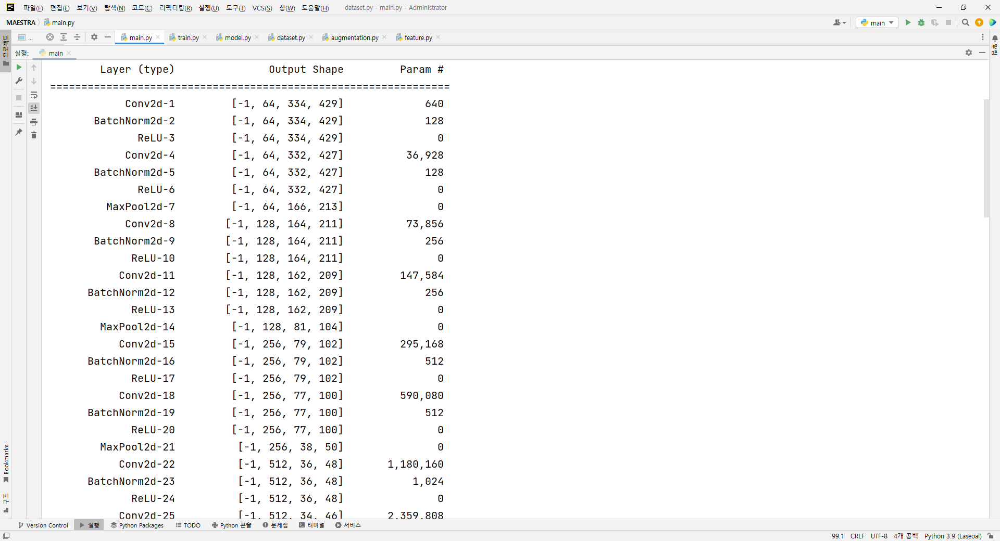 PC 파일(F) 편집(E) 보기(V) 탐색(N) 코드(C) 리팩터링(R) 실행(U) 도구(T) VCS(S) 창(W) 도움말(H) dataset.py - main.py - Administrator
MAESTRA main.py main
... main.py train.py model.py dataset.py augmentation.py feature.py
프로젝트
알림
실행: main
Layer (type) Output Shape Param #
================================================================
Conv2d-1 [-1, 64, 334, 429] 640
BatchNorm2d-2 [-1, 64, 334, 429] 128
ReLU-3 [-1, 64, 334, 429] 0
Conv2d-4 [-1, 64, 332, 427] 36,928
BatchNorm2d-5 [-1, 64, 332, 427] 128
ReLU-6 [-1, 64, 332, 427] 0
MaxPool2d-7 [-1, 64, 166, 213] 0
Conv2d-8 [-1, 128, 164, 211] 73,856
BatchNorm2d-9 [-1, 128, 164, 211] 256
ReLU-10 [-1, 128, 164, 211] 0
Conv2d-11 [-1, 128, 162, 209] 147,584
BatchNorm2d-12 [-1, 128, 162, 209] 256
ReLU-13 [-1, 128, 162, 209] 0
MaxPool2d-14 [-1, 128, 81, 104] 0
Conv2d-15 [-1, 256, 79, 102] 295,168
BatchNorm2d-16 [-1, 256, 79, 102] 512
ReLU-17 [-1, 256, 79, 102] 0
Conv2d-18 [-1, 256, 77, 100] 590,080
BatchNorm2d-19 [-1, 256, 77, 100] 512
ReLU-20 [-1, 256, 77, 100] 0
MaxPool2d-21 [-1, 256, 38, 50] 0
Conv2d-22 [-1, 512, 36, 48] 1,180,160
BatchNorm2d-23 [-1, 512, 36, 48] 1,024
ReLU-24 [-1, 512, 36, 48] 0
Conv2d-25 [-1, 512, 34, 46] 2,359,808
Bookmarks
구조
Version Control 실행 Python Packages TODO Python 콘솔 문제점 터미널 서비스
99:1 CRLF UTF-8 4개 공백 Python 3.9 (Laseoal)